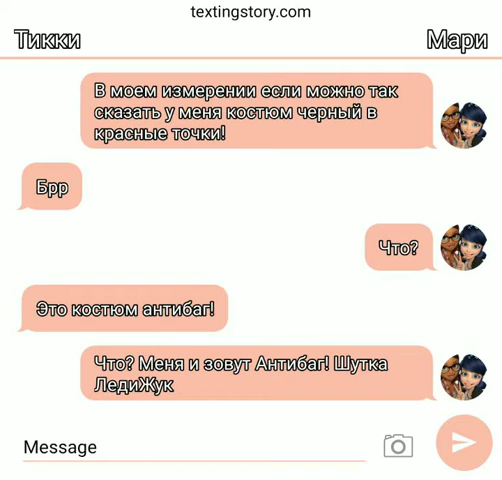 textingstory.com
Тикки
Мари
В моем измерении если можно так
сказать у меня костюм черный в
красные точки!
Брр
Что?
Это костюм антибаг!
Что? Меня и зовут Антибаг! Шутка
ЛедиЖук
Message